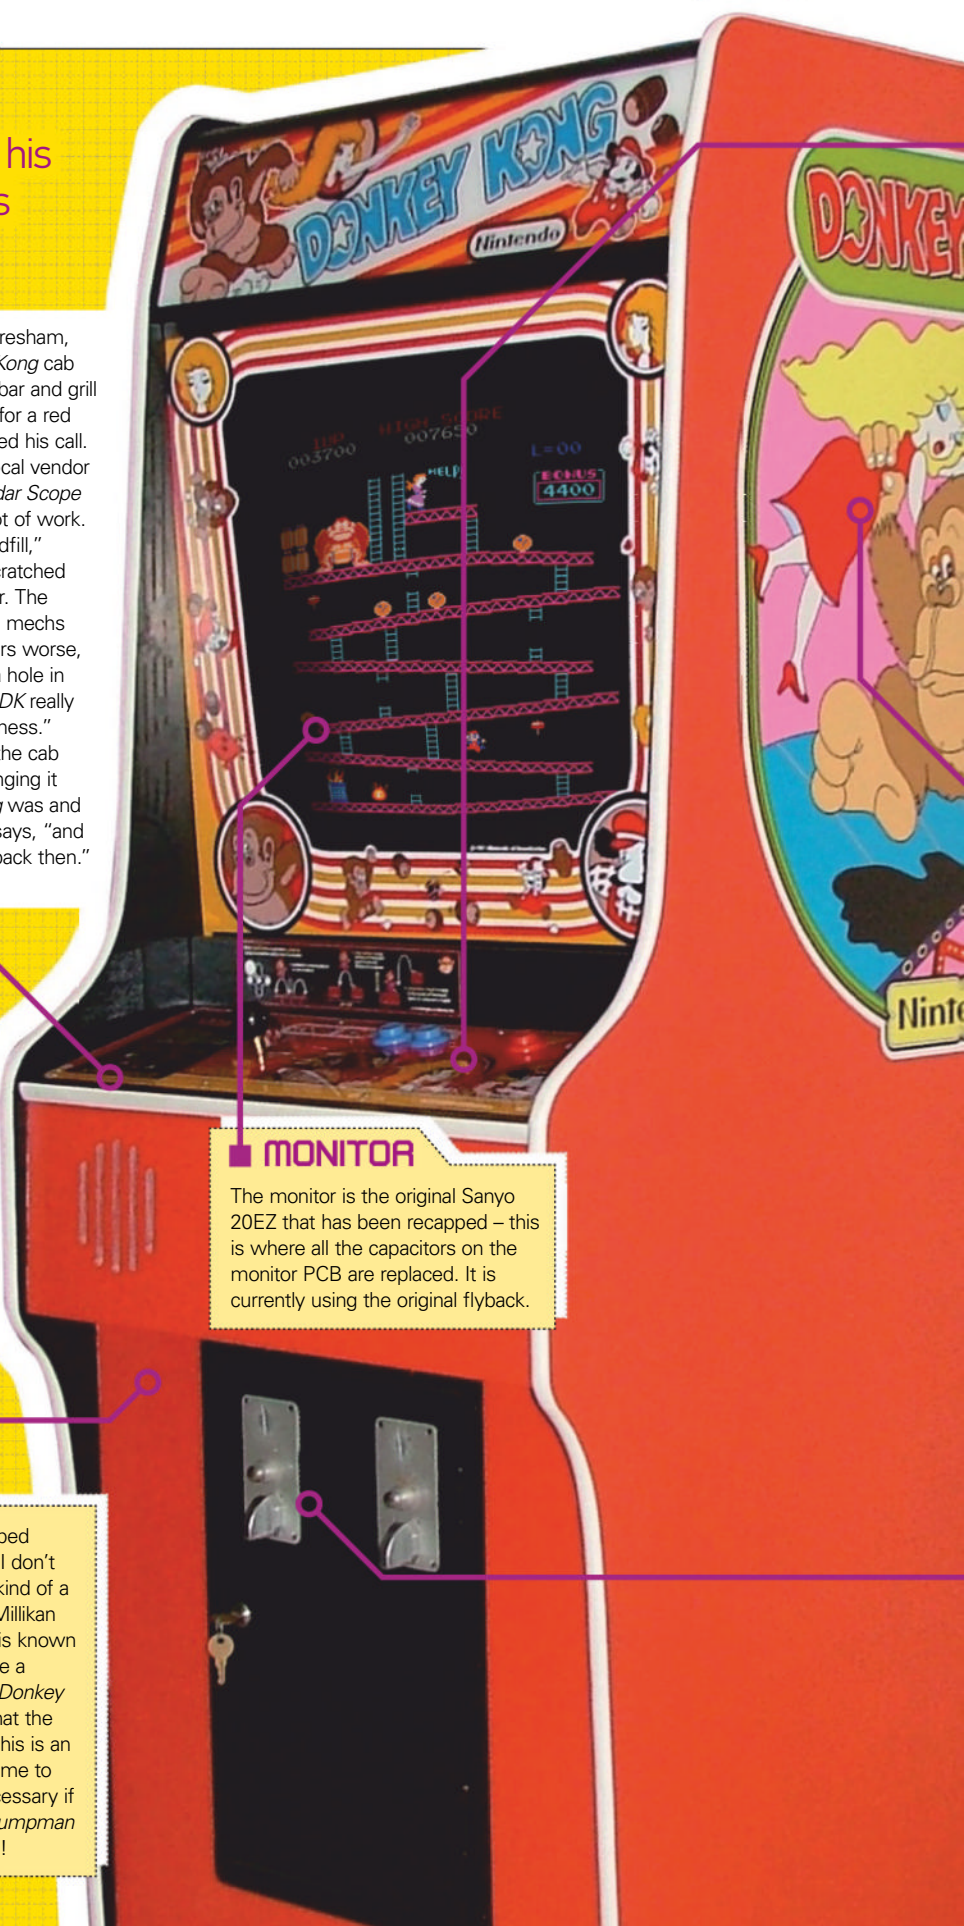 his
s
DONKEY KONG
Nintendo
DONKEY
resham,
Kong cab
bar and grill
for a red
ed his call.
cal vendor
dar Scope
ot of work.
dfill,”
cratched
r. The
mechs
rs worse,
hole in
DK really
ness.”
the cab
nging it
g was and
says, “and
back then.”
1UP HIGH SCORE
003700 007650
L=00
HELP!
BONUS
4400
Ninte
MONITOR
The monitor is the original Sanyo
20EZ that has been recapped – this
is where all the capacitors on the
monitor PCB are replaced. It is
currently using the original flyback.
ped
I don’t
kind of a
Millikan
is known
e a
Donkey
hat the
his is an
me to
cessary if
umpman
!